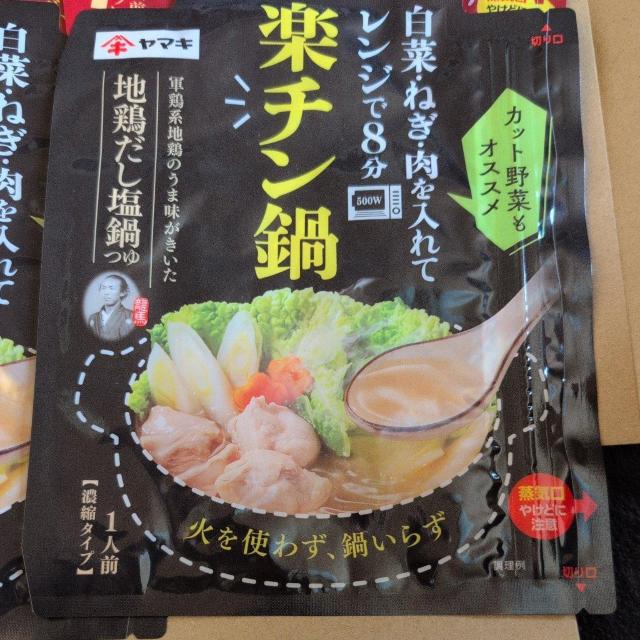 ヤマキ
楽チン鍋
白菜・ねぎ・肉を入れて
レンジで8分
500W
カット野菜も
オススメ
切り口
軍鶏系地鶏のうま味がきいた
地鶏だし塩鍋つゆ
龍馬
1人前
【濃縮タイプ】
火を使わず、鍋いらず
蒸気口
やけどに
注意
調理例
切り口
白菜・ねぎ・肉を入れて